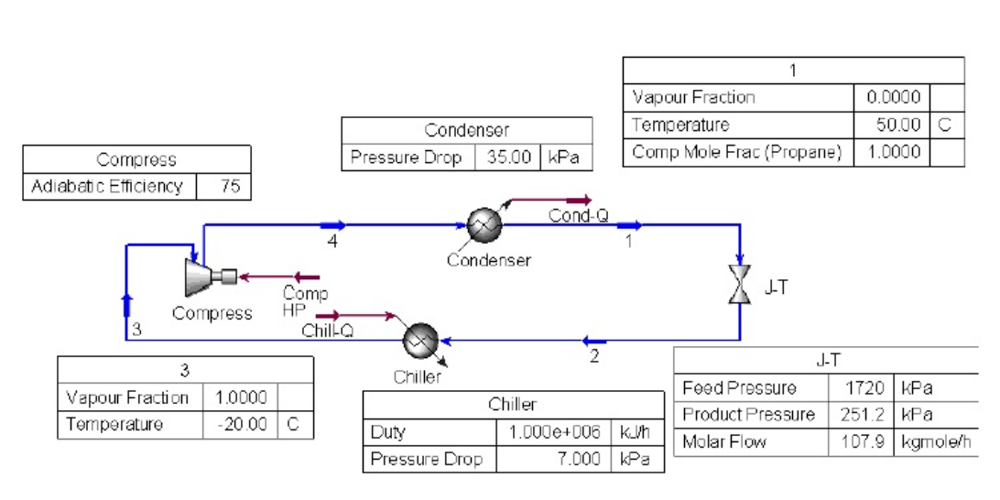 1
Vapour Fraction 0.0000
Temperature 50.00 C
Comp Mole Frac (Propane) 1.0000
Condenser
Pressure Drop 35.00 kPa
Compress
Adiabatic Efficiency 75
Cond-Q
4
1
Condenser
J-T
Comp
HP
Compress
Chill-Q
3
2
Chiller
3
Vapour Fraction 1.0000
Temperature -20.00 C
Chiller
Duty 1.000e+006 kJ/h
Pressure Drop 7.000 kPa
J-T
Feed Pressure 1720 kPa
Product Pressure 251.2 kPa
Molar Flow 107.9 kgmole/h